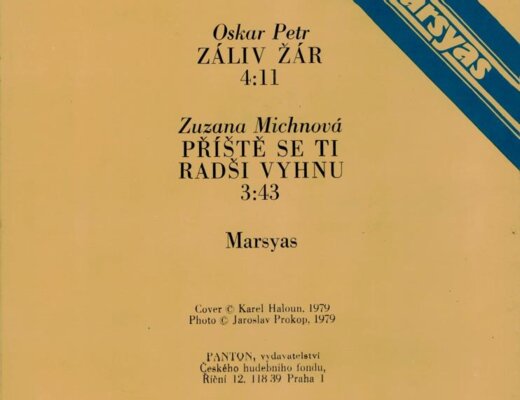 Oskar Petr
ZÁLIV ŽÁR
4:11
Zuzana Michnová
PŘÍŠTĚ SE TI
RADŠI VYHNU
3:43
Marsyas
Cover © Karel Haloun, 1979
Photo © Jaroslav Prokop, 1979
PANTON, vydavatelství
Českého hudebního fondu,
Říční 12, 118 39 Praha 1
arsyas